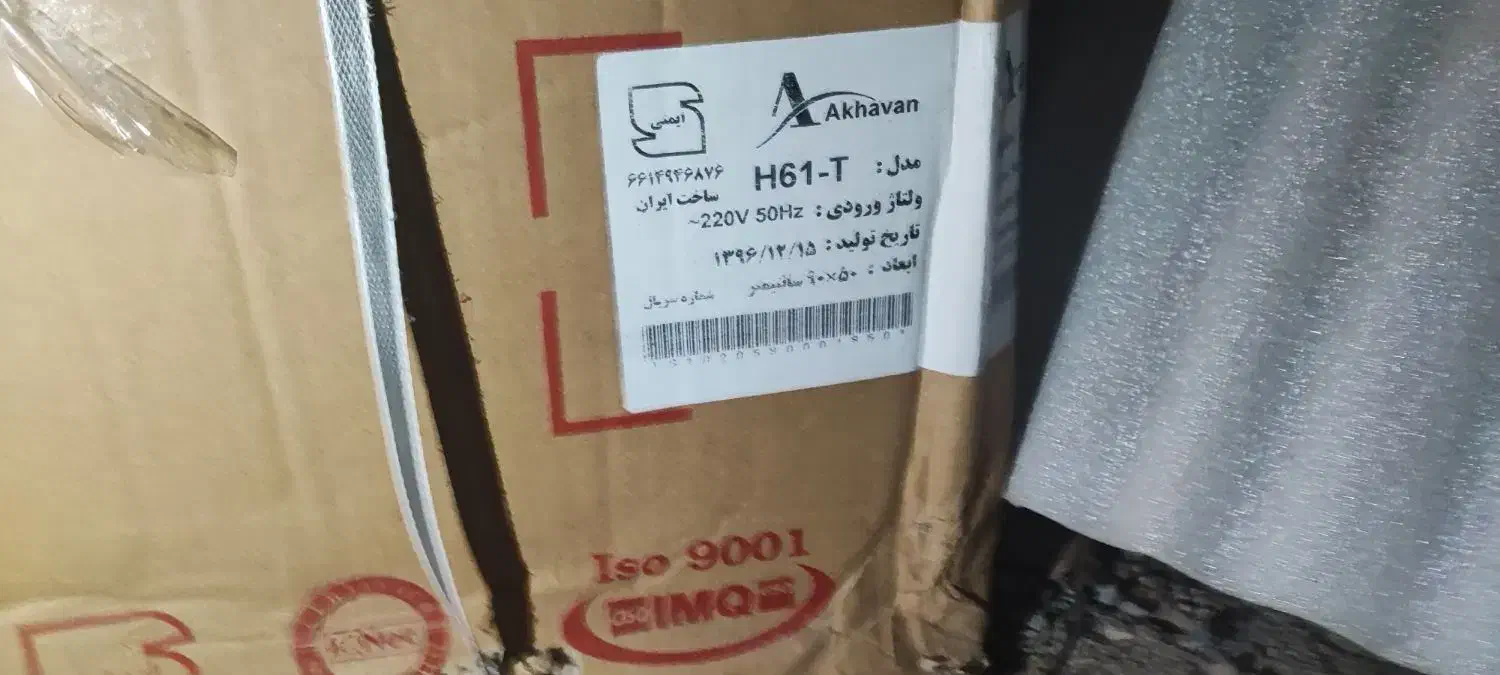 ایمنی
Akhavan
۶۶۱۴۹۴۶۸۷۶
مدل : H61-T
ساخت ایران
ولتاژ ورودی : ~220V 50Hz
تاریخ تولید : ۱۳۹۶/۱۲/۱۵
ابعاد : ۹۰×۵۰ سانتیمتر
شماره سریال
Iso 9001
IMQ